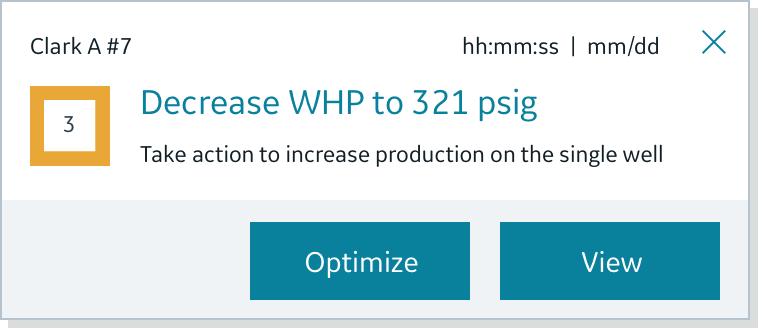 Clark A #7
hh:mm:ss | mm/dd
3
Decrease WHP to 321 psig
Take action to increase production on the single well
Optimize
View